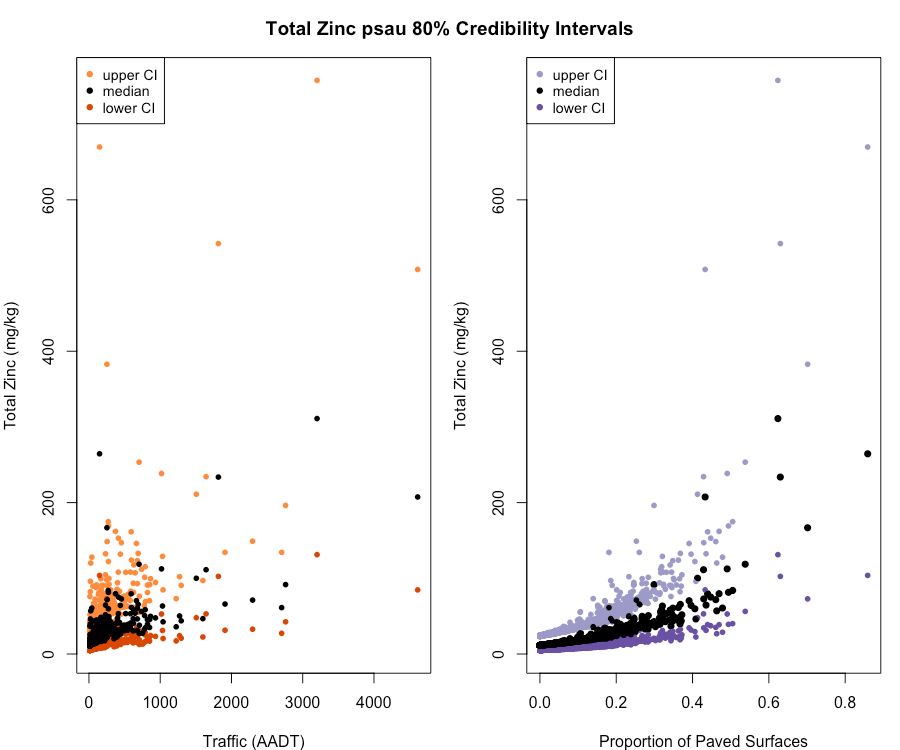 Total Zinc psau 80% Credibility Intervals
upper CI
median
lower CI
Total Zinc (mg/kg)
600
400
200
0
0 1000 2000 3000 4000
Traffic (AADT)
upper CI
median
lower CI
Total Zinc (mg/kg)
600
400
200
0
0.0 0.2 0.4 0.6 0.8
Proportion of Paved Surfaces